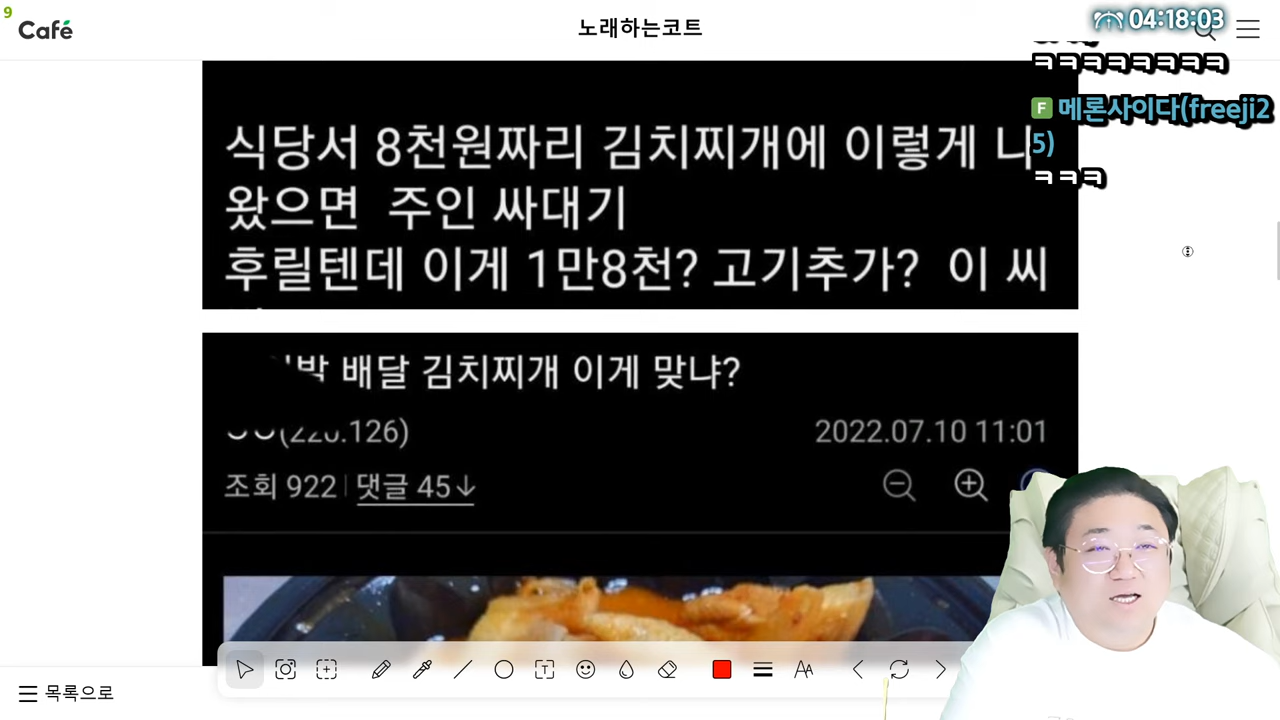 9
Café
노래하는코트
04:18:03
ㅋㅋㅋㅋㅋㅋㅋㅋ
F 메론사이다(freeji2
5)
ㅋㅋㅋ
식당서 8천원짜리 김치찌개에 이렇게 나
왔으면 주인 싸대기
후릴텐데 이게 1만8천? 고기추가? 이 씨
배달 김치찌개 이게 맞냐?
(220.126)
2022.07.10 11:01
조회 922 댓글 45↓
T
AA
목록으로